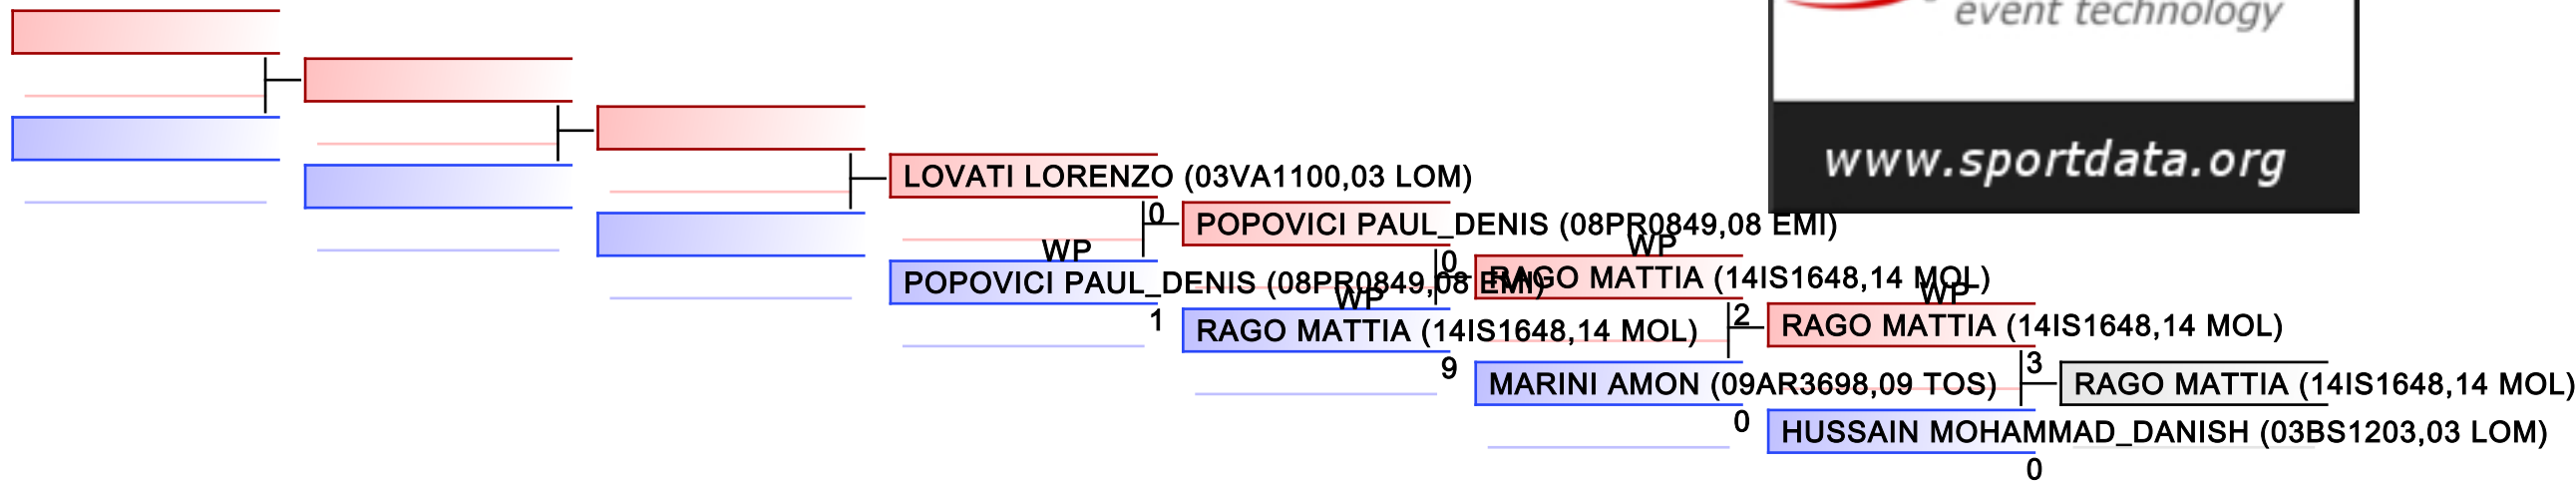 event technology
www.sportdata.org
LOVATI LORENZO (03VA1100,03 LOM)
0
POPOVICI PAUL_DENIS (08PR0849,08 EMI)
WP
WP
0
RAGO MATTIA (14IS1648,14 MOL)
POPOVICI PAUL_DENIS (08PR0849,08 EMI)
WP
WP
1
RAGO MATTIA (14IS1648,14 MOL)
2
RAGO MATTIA (14IS1648,14 MOL)
9
MARINI AMON (09AR3698,09 TOS)
3
RAGO MATTIA (14IS1648,14 MOL)
0
HUSSAIN MOHAMMAD_DANISH (03BS1203,03 LOM)
0